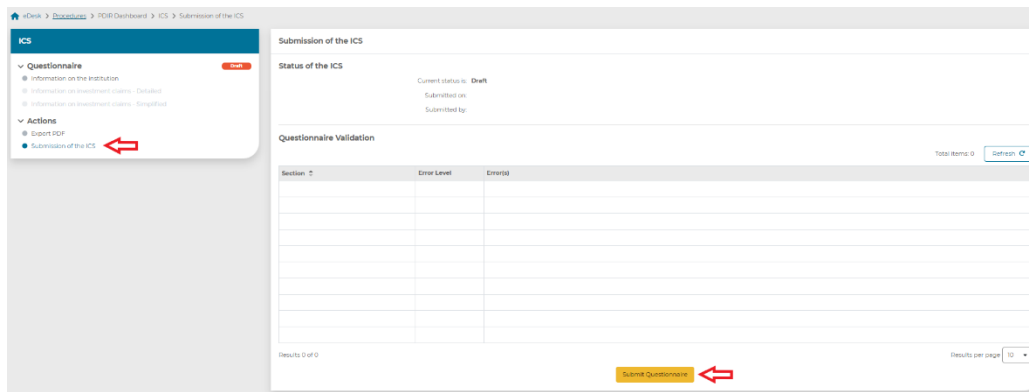 eDesk > Procedures > PDIR Dashboard > ICS > Submission of the ICS
ICS
Questionnaire
Draft
Information on the institution
Information on investment claims - Detailed
Information on investment claims - Simplified
Actions
Export PDF
Submission of the ICS
Submission of the ICS
Status of the ICS
Current status is: Draft
Submitted on:
Submitted by:
Questionnaire Validation
Total items: 0
Refresh
Section
Error Level
Error(s)
Results 0 of 0
Results per page
10
Submit Questionnaire